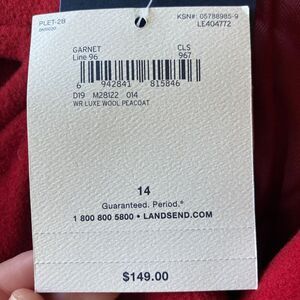 PLET-2B
KSN#: 05788985-9
LE404772
GARNET CLS
Line 96 967
6 942841 815846
D19 M28122 014
WR LUXE WOOL PEACOAT
14
Guaranteed. Period.®
1 800 800 5800 • LANDSEND.COM
$149.00